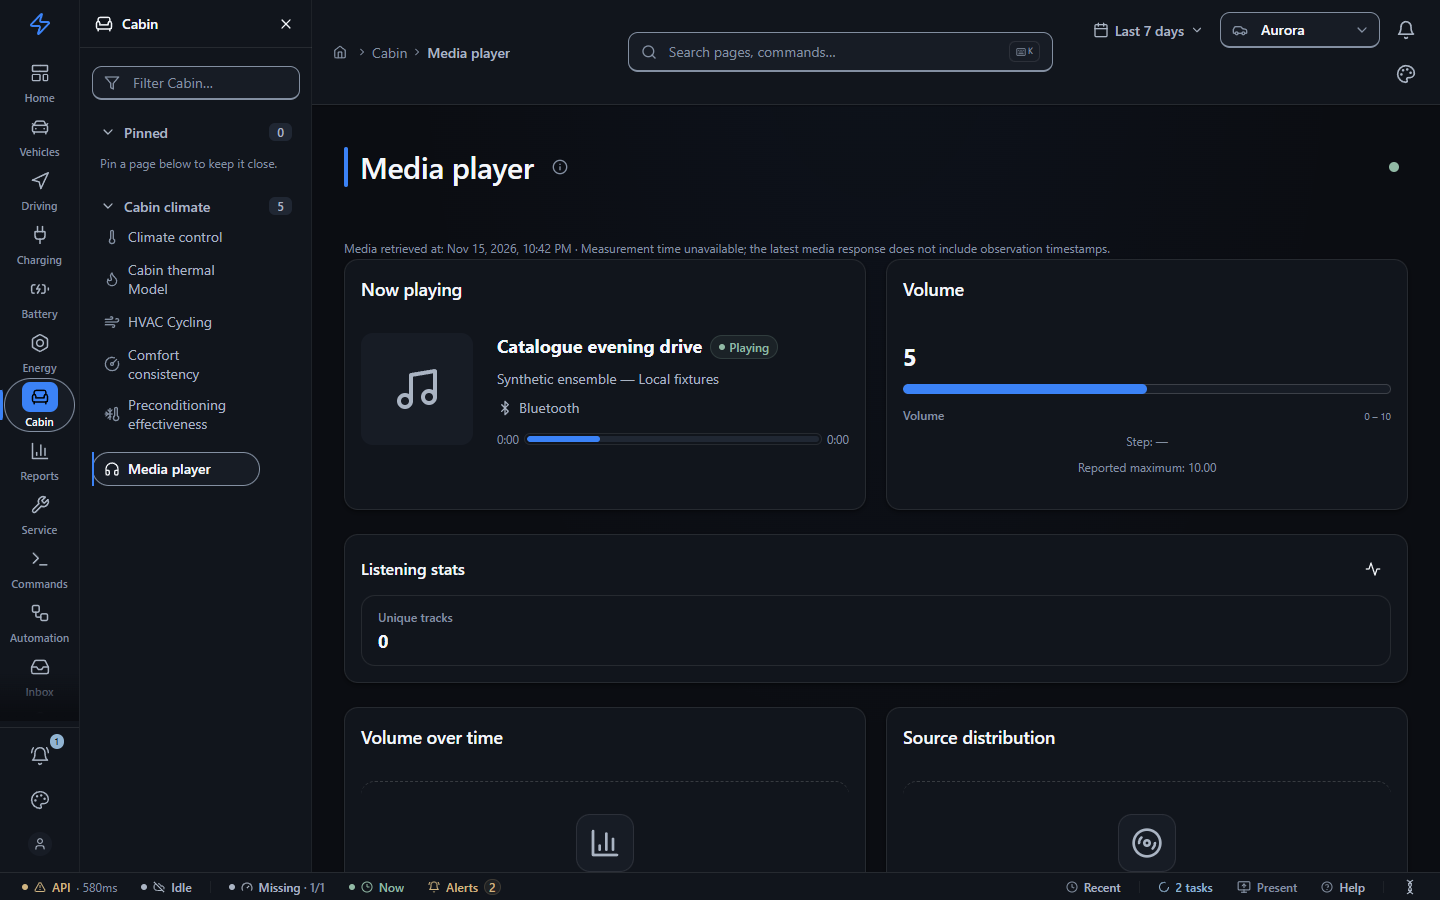 Home
Vehicles
Driving
Charging
Battery
Energy
Cabin
Reports
Service
Commands
Automation
Inbox
1
Cabin
Filter Cabin...
Pinned
0
Pin a page below to keep it close.
Cabin climate
5
Climate control
Cabin thermal
Model
HVAC Cycling
Comfort
consistency
Preconditioning
effectiveness
Media player
Cabin
Media player
Search pages, commands...
K
Last 7 days
Aurora
Media player
Media retrieved at: Nov 15, 2026, 10:42 PM · Measurement time unavailable; the latest media response does not include observation timestamps.
Now playing
Catalogue evening drive
Playing
Synthetic ensemble — Local fixtures
Bluetooth
0:00
0:00
Volume
5
Volume
0 – 10
Step: —
Reported maximum: 10.00
Listening stats
Unique tracks
0
Volume over time
Source distribution
API · 580ms
Idle
Missing · 1/1
Now
Alerts 2
Recent
2 tasks
Present
Help